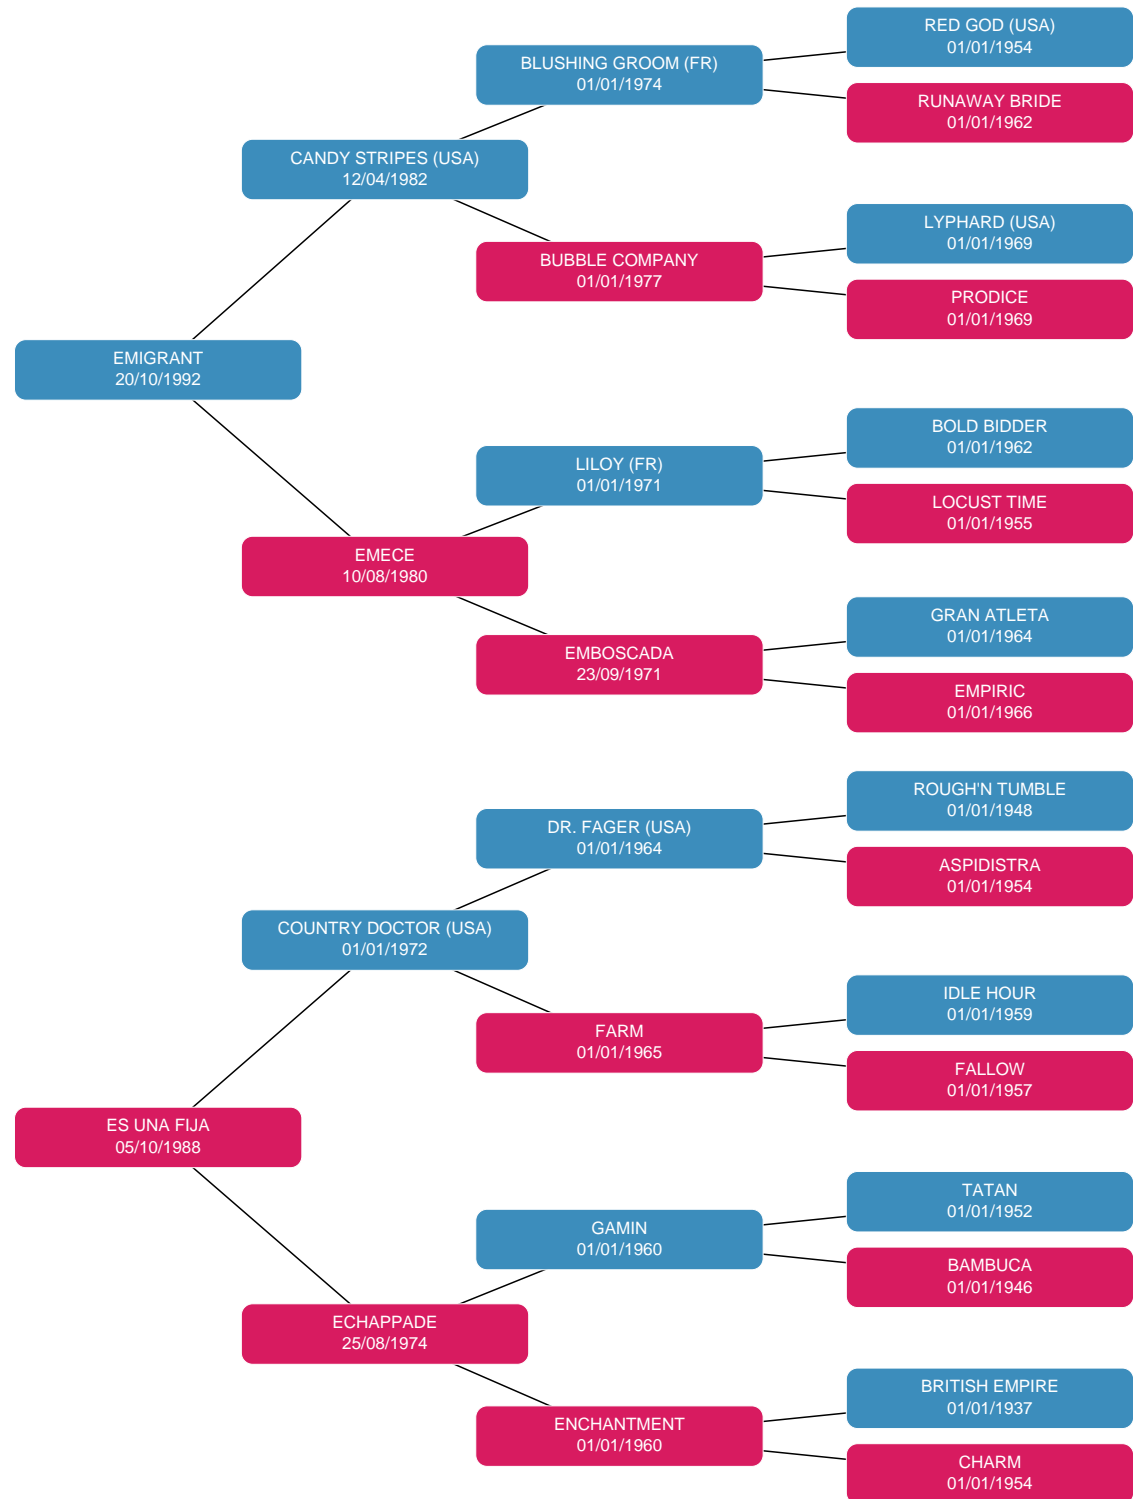 RED GOD (USA)
01/01/1954
BLUSHING GROOM (FR)
01/01/1974
RUNAWAY BRIDE
01/01/1962
CANDY STRIPES (USA)
12/04/1982
LYPHARD (USA)
01/01/1969
BUBBLE COMPANY
01/01/1977
PRODICE
01/01/1969
EMIGRANT
20/10/1992
BOLD BIDDER
01/01/1962
LILOY (FR)
01/01/1971
LOCUST TIME
01/01/1955
EMECE
10/08/1980
GRAN ATLETA
01/01/1964
EMBOSCADA
23/09/1971
EMPIRIC
01/01/1966
ROUGH'N TUMBLE
01/01/1948
DR. FAGER (USA)
01/01/1964
ASPIDISTRA
01/01/1954
COUNTRY DOCTOR (USA)
01/01/1972
IDLE HOUR
01/01/1959
FARM
01/01/1965
FALLOW
01/01/1957
ES UNA FIJA
05/10/1988
TATAN
01/01/1952
GAMIN
01/01/1960
BAMBUCA
01/01/1946
ECHAPPADE
25/08/1974
BRITISH EMPIRE
01/01/1937
ENCHANTMENT
01/01/1960
CHARM
01/01/1954